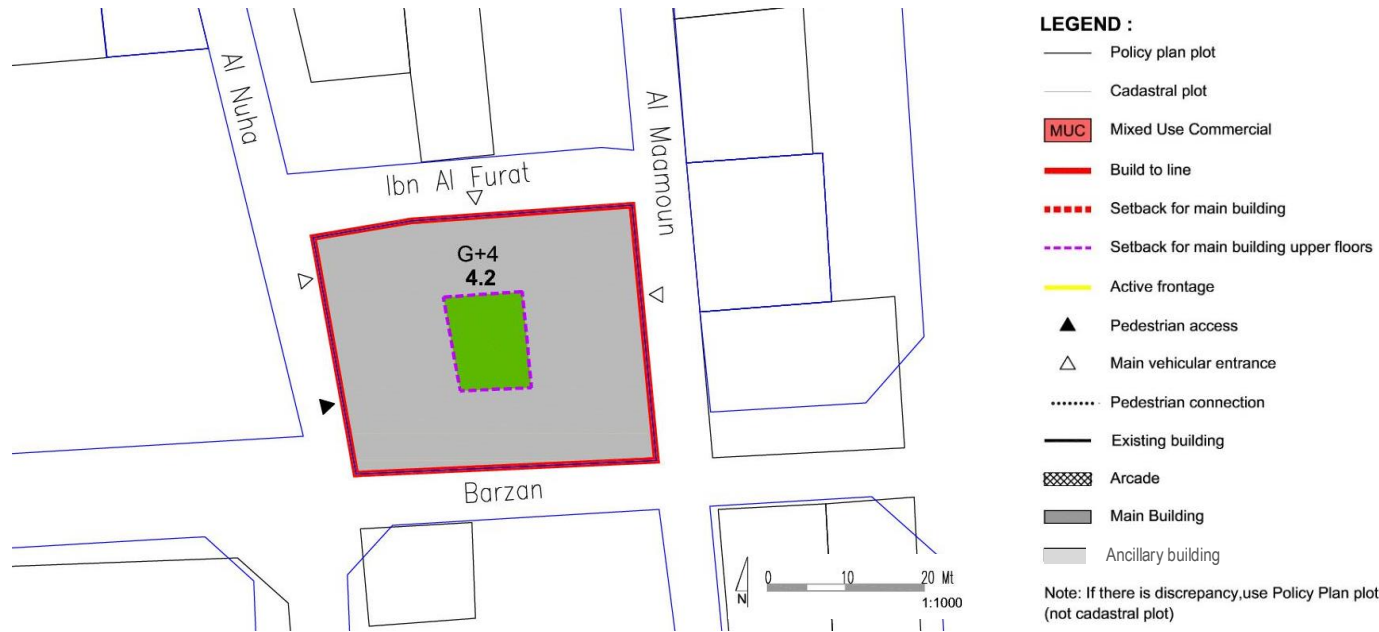 Al Nuha
Al Maamoun
Ibn Al Furat
G+4
4.2
Barzan
N
0 10 20 Mt
1:1000
LEGEND :
Policy plan plot
Cadastral plot
MUC Mixed Use Commercial
Build to line
Setback for main building
Setback for main building upper floors
Active frontage
Pedestrian access
Main vehicular entrance
Pedestrian connection
Existing building
Arcade
Main Building
Ancillary building
Note: If there is discrepancy,use Policy Plan plot
(not cadastral plot)